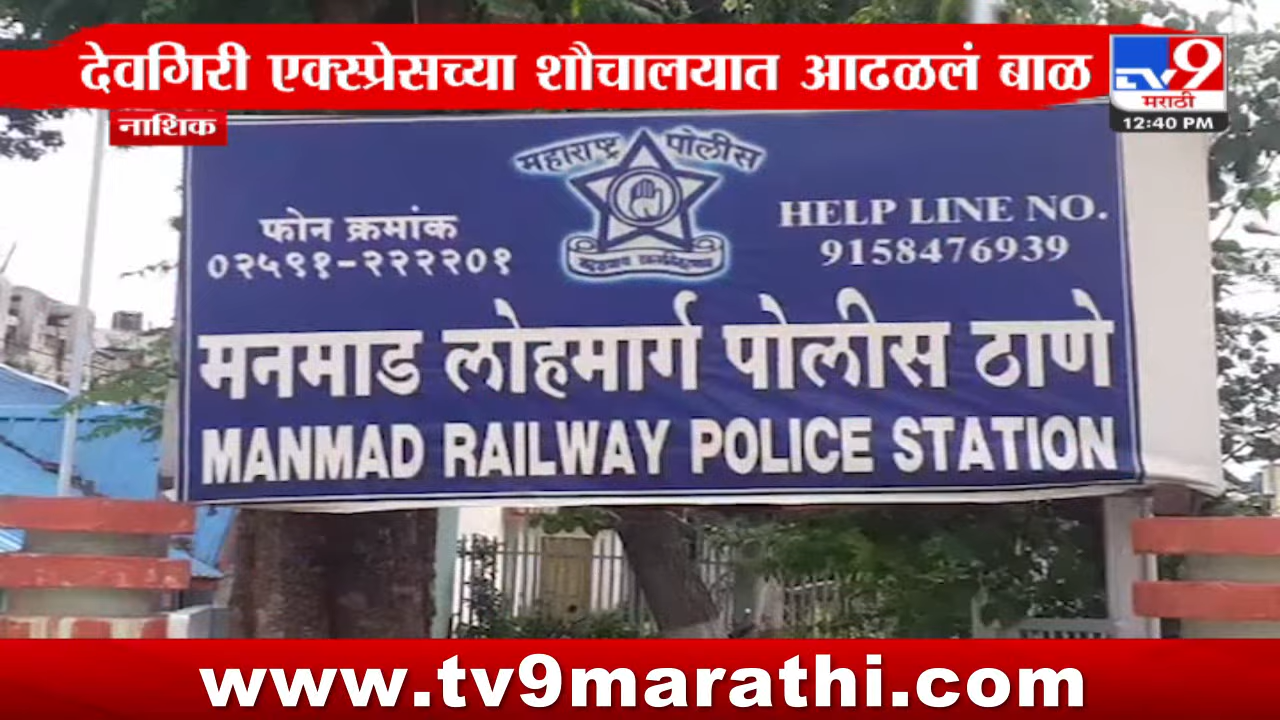 देवगिरी एक्स्प्रेसच्या शौचालयात आढळलं बाळ
TV9
मराठी
12:40 PM
नाशिक
महाराष्ट्र पोलीस
फोन क्रमांक
०२५९१-२२२२०१
HELP LINE NO.
9158476939
मनमाड लोहमार्ग पोलीस ठाणे
MANMAD RAILWAY POLICE STATION
www.tv9marathi.com